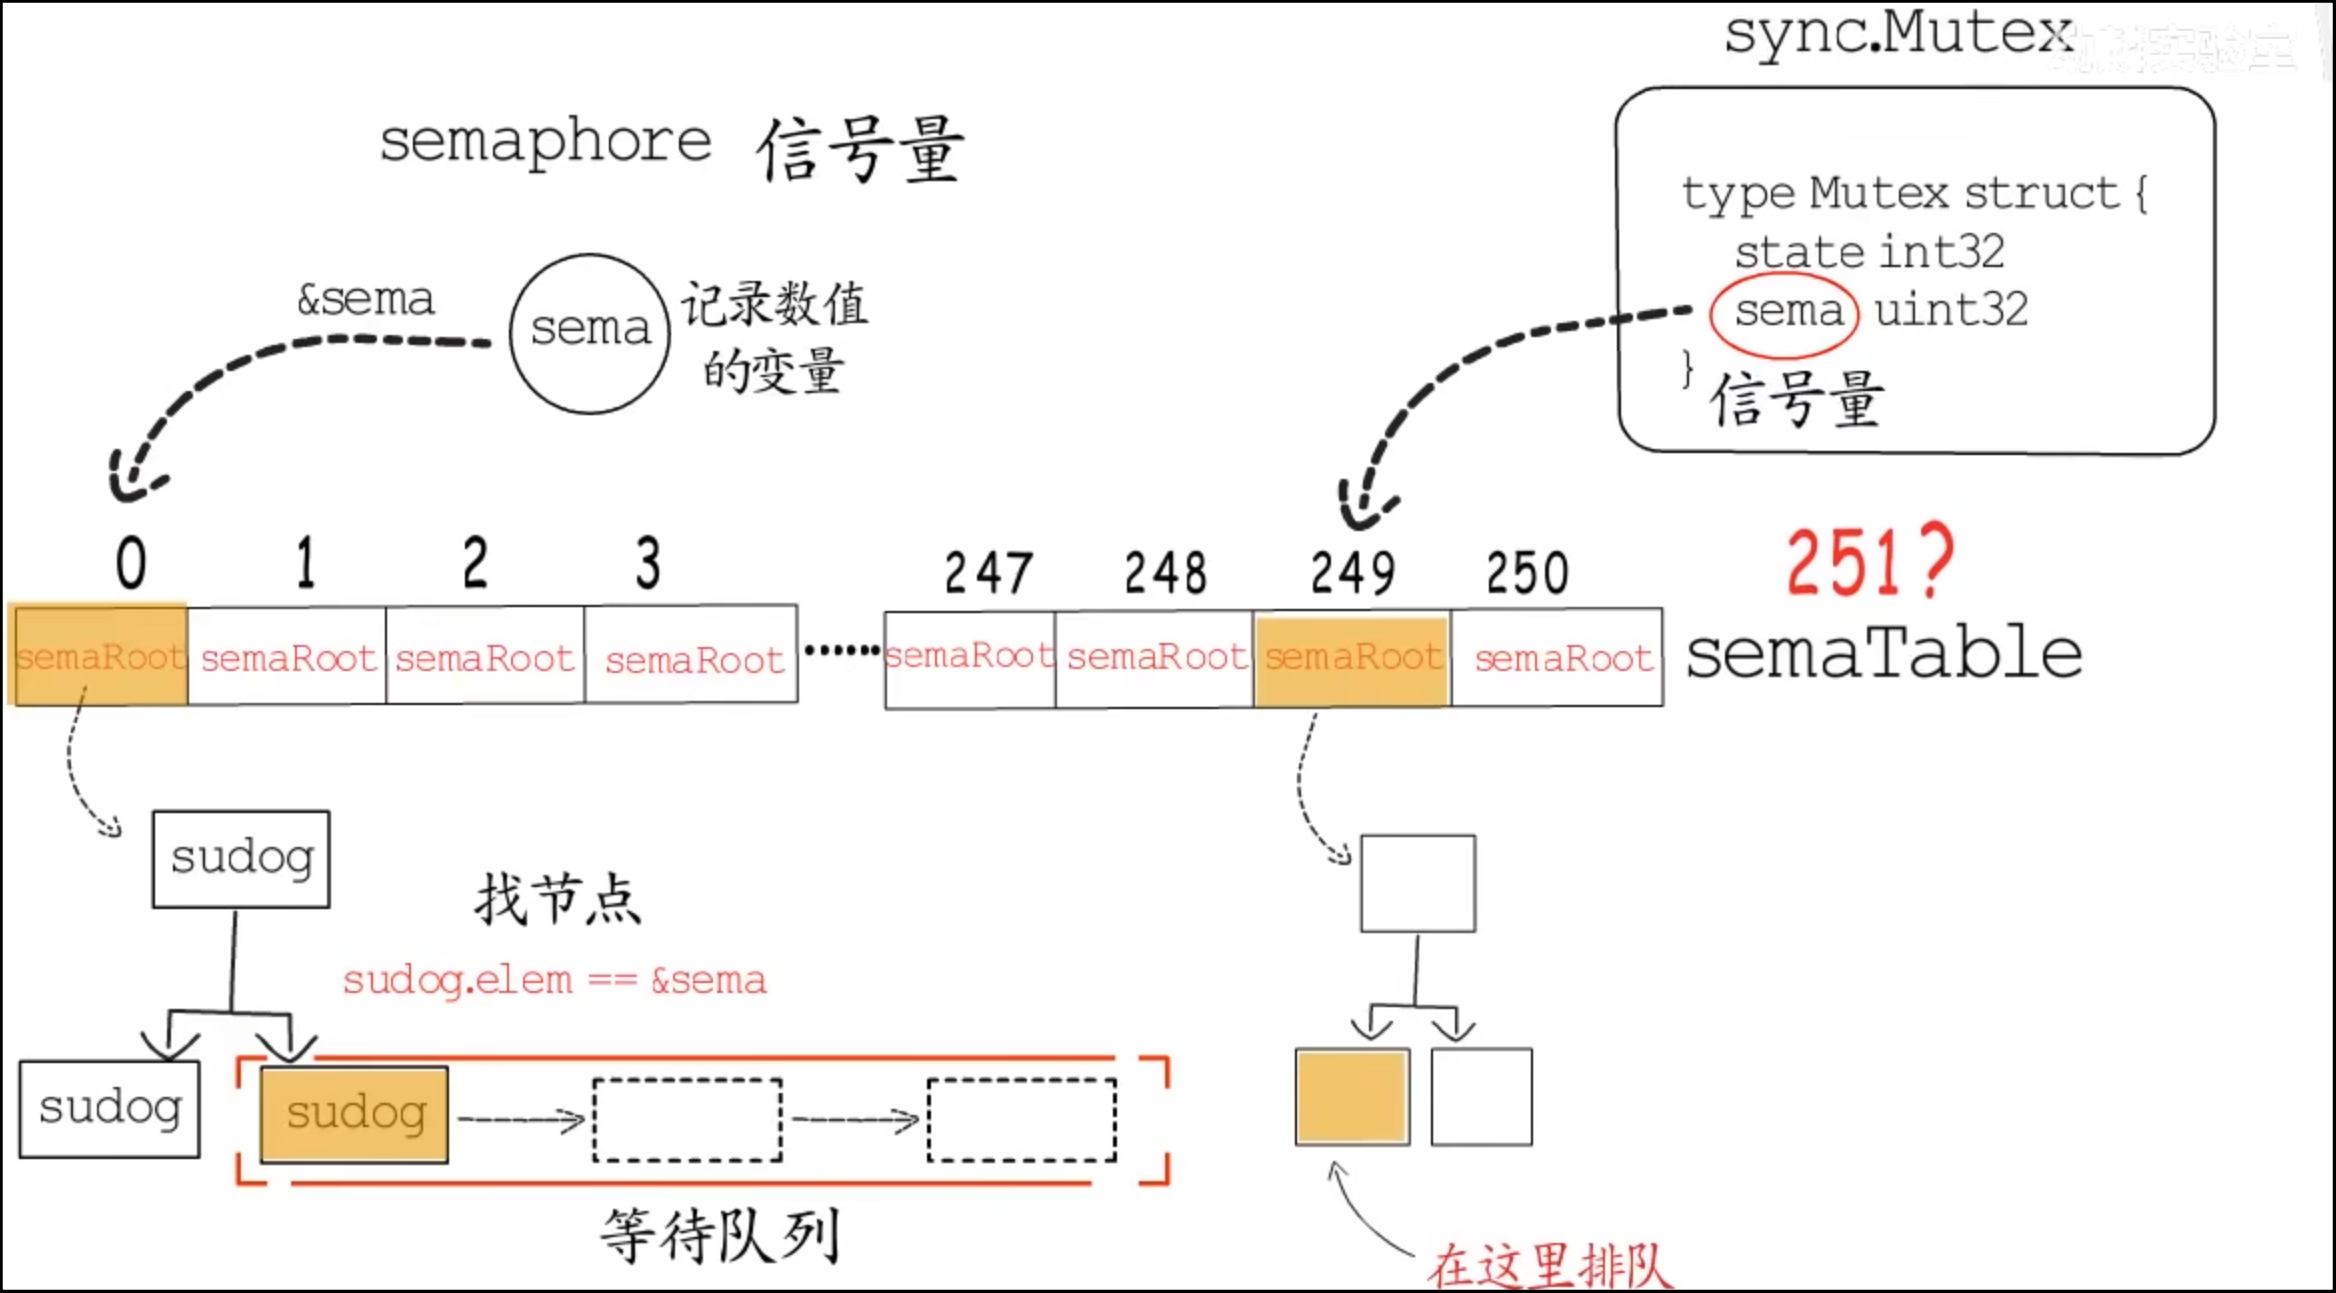 sync.Mutex
semaphore 信号量
type Mutex struct {
state int32
sema uint32
}
信号量
&sema
sema
记录数值
的变量
0 1 2 3 247 248 249 250 251?
semaRoot semaRoot semaRoot semaRoot ...... semaRoot semaRoot semaRoot semaRoot semaTable
sudog
找节点
sudog.elem == &sema
sudog sudog
等待队列
在这里排队